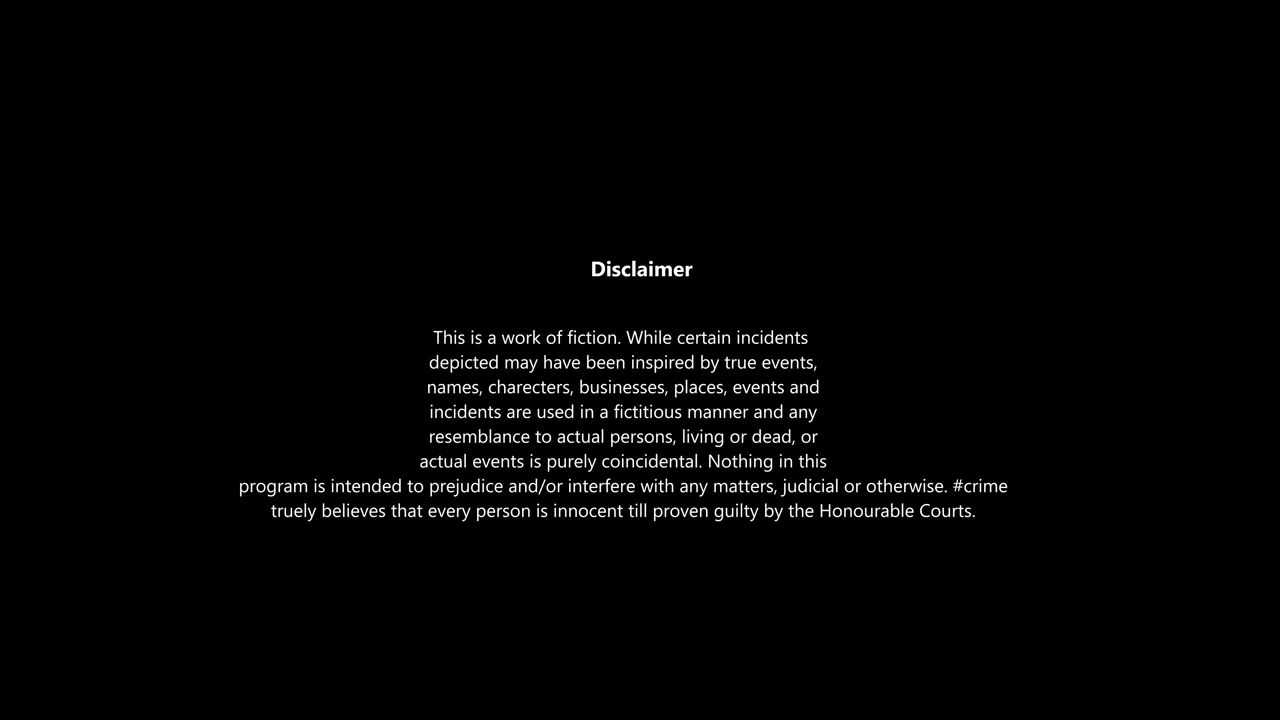 Disclaimer
This is a work of fiction. While certain incidents
depicted may have been inspired by true events,
names, charecters, businesses, places, events and
incidents are used in a fictitious manner and any
resemblance to actual persons, living or dead, or
actual events is purely coincidental. Nothing in this
program is intended to prejudice and/or interfere with any matters, judicial or otherwise. #crime
truely believes that every person is innocent till proven guilty by the Honourable Courts.